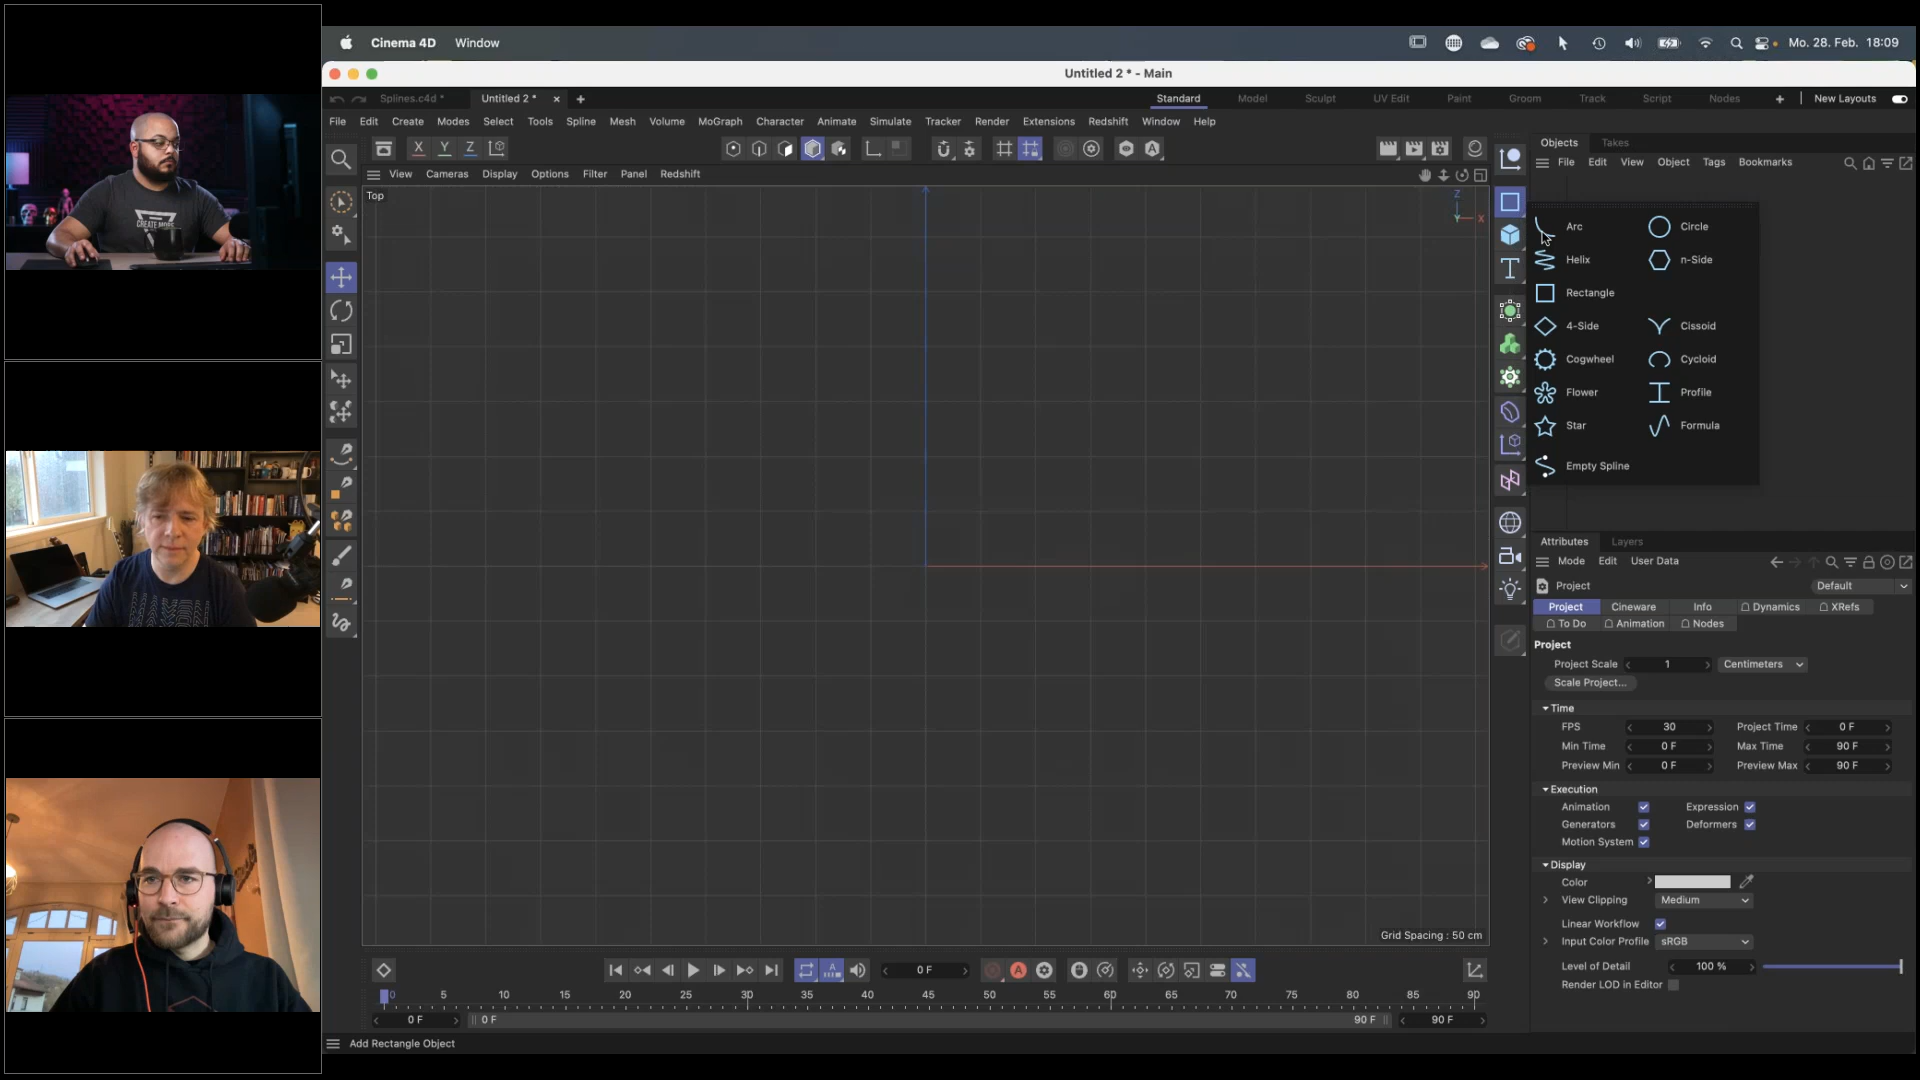 CREATE MORE
Cinema 4D Window
Mo. 28. Feb. 18:09
Untitled 2 * - Main
Splines.c4d *
Untitled 2 *
Standard Model Sculpt UV Edit Paint Groom Track Script Nodes New Layouts
File Edit Create Modes Select Tools Spline Mesh Volume MoGraph Character Animate Simulate Tracker Render Extensions Redshift Window Help
X Y Z
Objects Takes
File Edit View Object Tags Bookmarks
View Cameras Display Options Filter Panel Redshift
Top
Z
Y X
Arc Circle
Helix n-Side
Rectangle
4-Side Cissoid
Cogwheel Cycloid
Flower Profile
Star Formula
Empty Spline
Attributes Layers
Mode Edit User Data
Project Default
Project Cineware Info Dynamics XRefs
To Do Animation Nodes
Project
Project Scale 1 Centimeters
Scale Project...
Time
FPS 30 Project Time 0 F
Min Time 0 F Max Time 90 F
Preview Min 0 F Preview Max 90 F
Execution
Animation Expression
Generators Deformers
Motion System
Display
Color
View Clipping Medium
Linear Workflow
Input Color Profile sRGB
Level of Detail 100 %
Render LOD in Editor
Grid Spacing : 50 cm
0 F
0 5 10 15 20 25 30 35 40 45 50 55 60 65 70 75 80 85 90
0 F 0 F 90 F 90 F
Add Rectangle Object